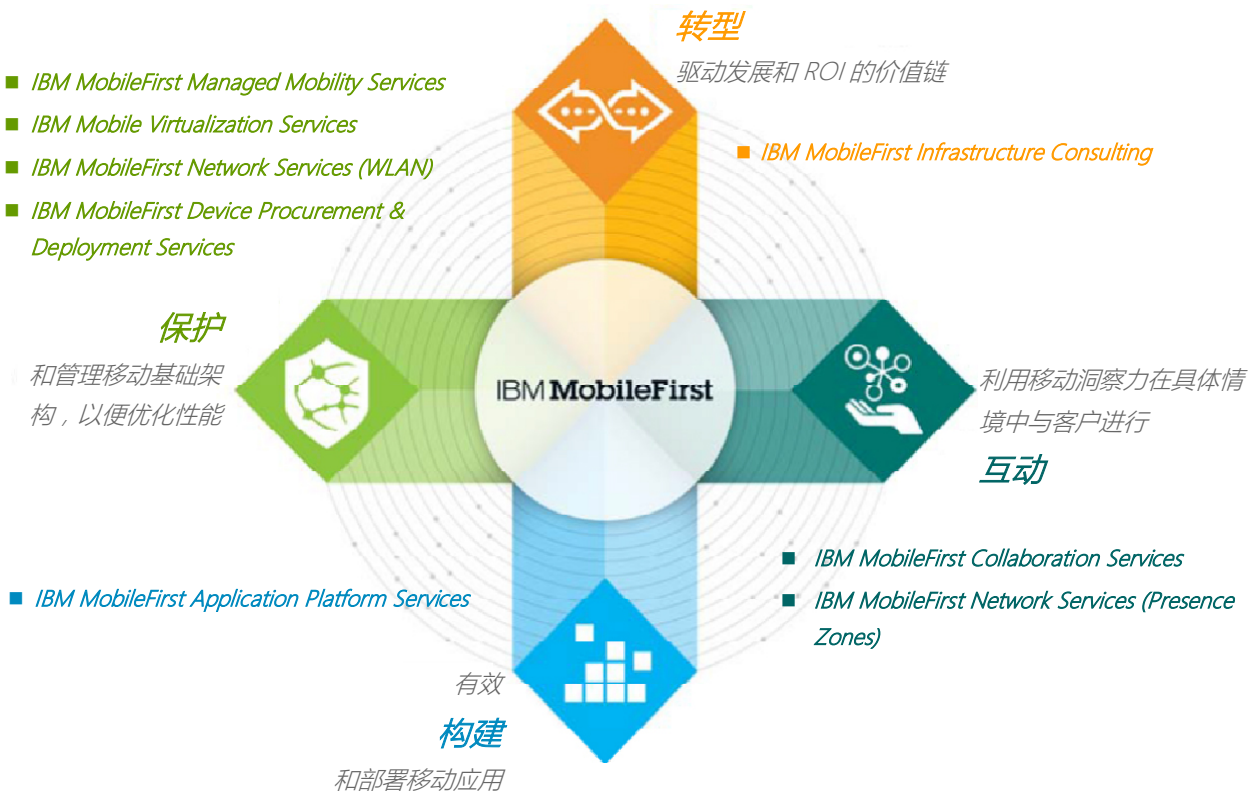 转型
驱动发展和 ROI 的价值链
IBM MobileFirst Infrastructure Consulting
IBM MobileFirst Managed Mobility Services
IBM Mobile Virtualization Services
IBM MobileFirst Network Services (WLAN)
IBM MobileFirst Device Procurement &
Deployment Services
保护
和管理移动基础架
构，以便优化性能
IBM MobileFirst
利用移动洞察力在具体情
境中与客户进行
互动
IBM MobileFirst Collaboration Services
IBM MobileFirst Network Services (Presence
Zones)
IBM MobileFirst Application Platform Services
有效
构建
和部署移动应用